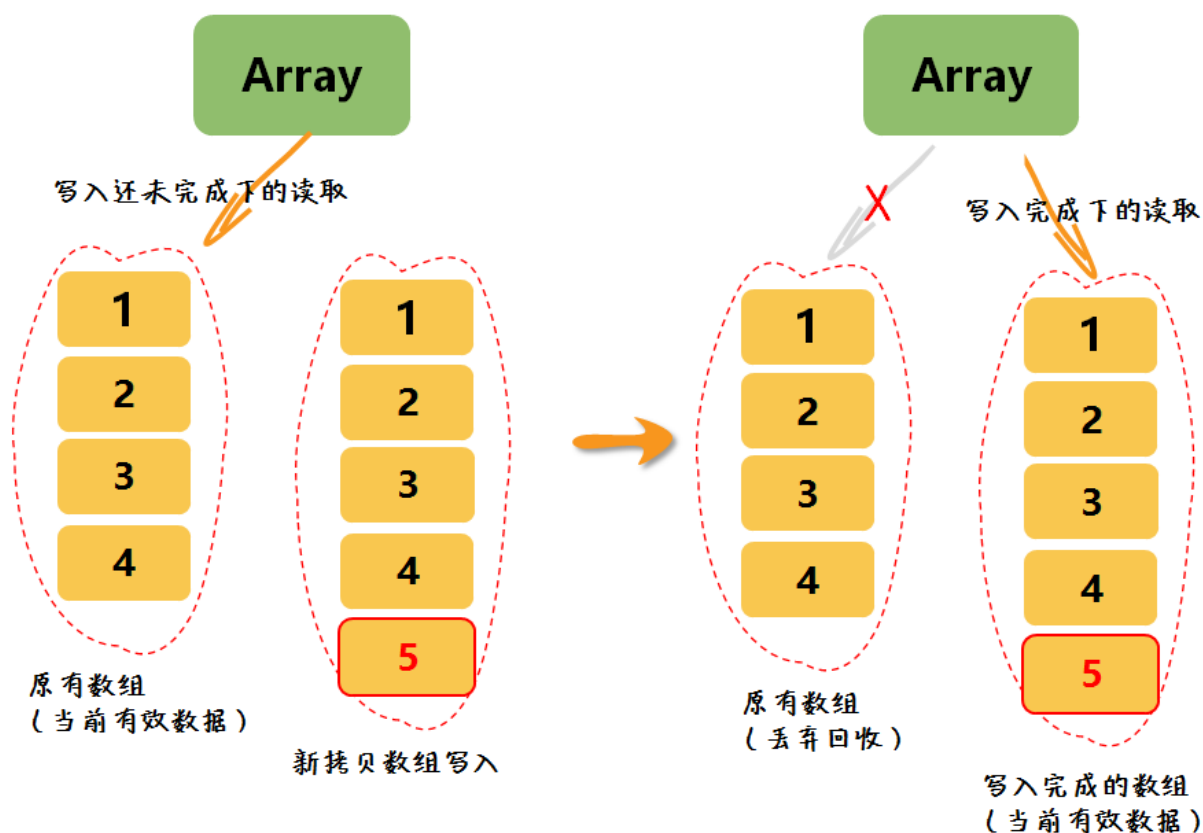 Array
写入还未完成下的读取
1
2
3
4
原有数组
(当前有效数据)
1
2
3
4
5
新拷贝数组写入
Array
写入完成下的读取
X
1
2
3
4
原有数组
(丢弃回收)
1
2
3
4
5
写入完成的数组
(当前有效数据)